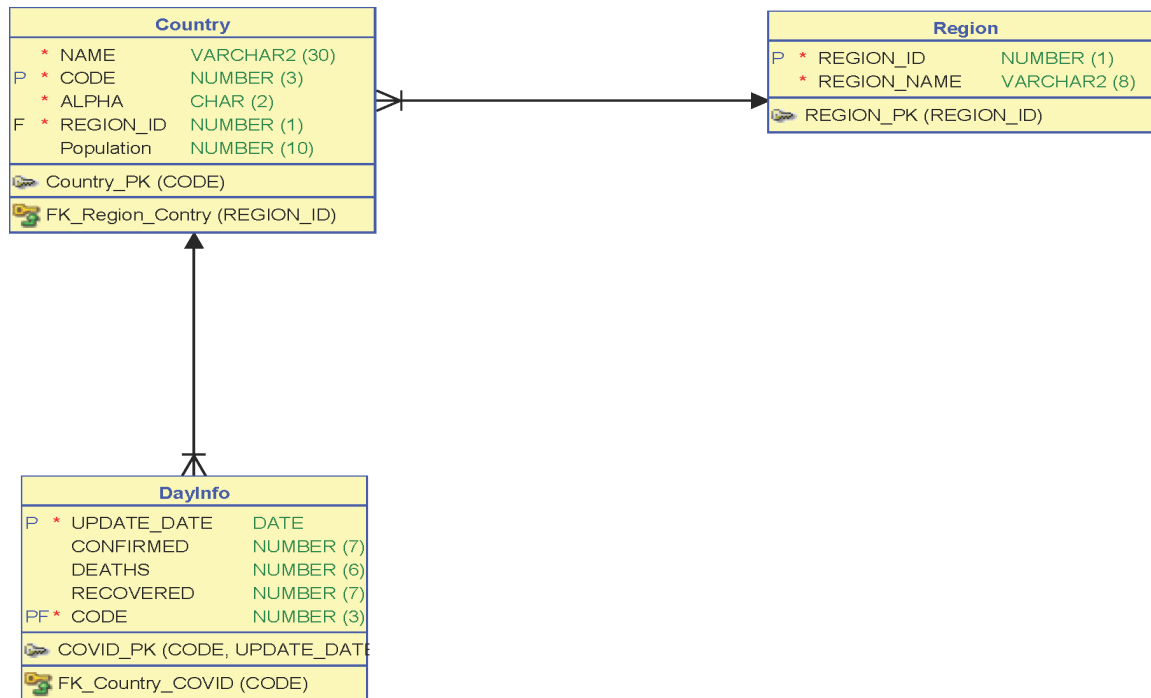 Country
* NAME VARCHAR2 (30)
P * CODE NUMBER (3)
* ALPHA CHAR (2)
F * REGION_ID NUMBER (1)
Population NUMBER (10)
Country_PK (CODE)
FK_Region_Contry (REGION_ID)
Region
P * REGION_ID NUMBER (1)
* REGION_NAME VARCHAR2 (8)
REGION_PK (REGION_ID)
DayInfo
P * UPDATE_DATE DATE
CONFIRMED NUMBER (7)
DEATHS NUMBER (6)
RECOVERED NUMBER (7)
PF * CODE NUMBER (3)
COVID_PK (CODE, UPDATE_DATE
FK_Country_COVID (CODE)